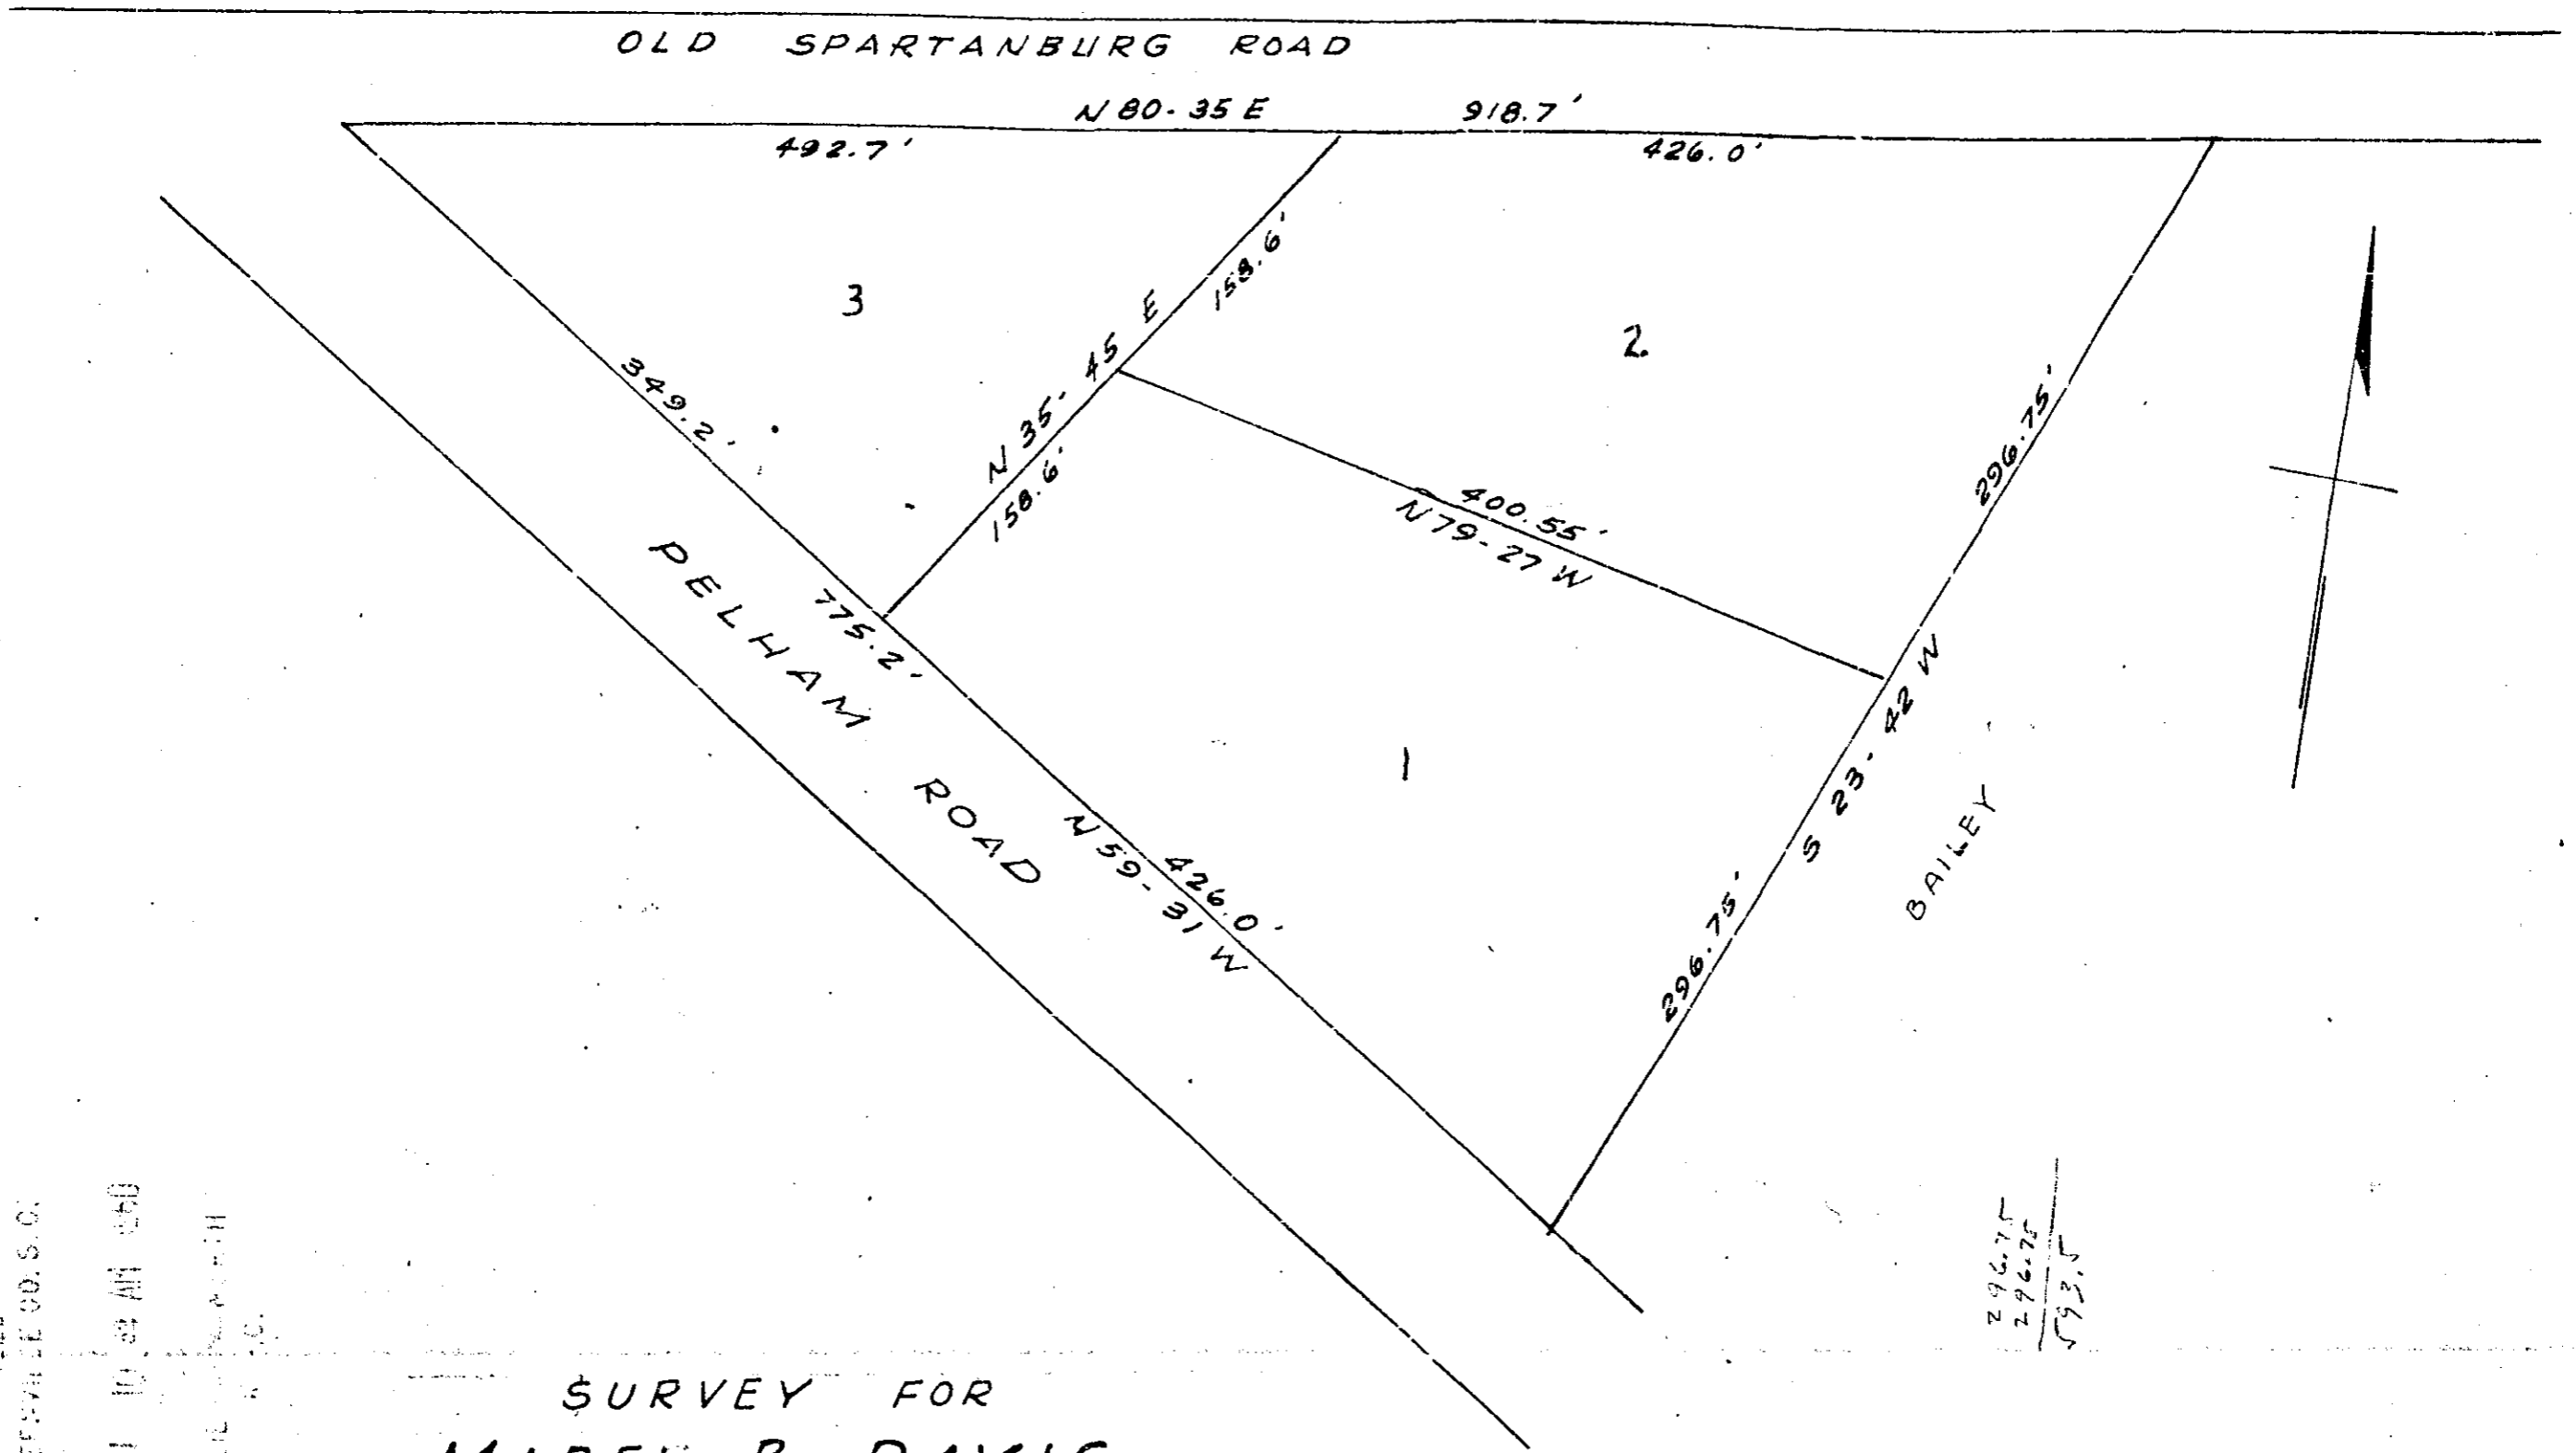 OLD SPARTANBURG ROAD
N 80-35 E 918.7'
492.7'
426.0'
158.6'
3
N 35-45 E
2
349.2'
158.6'
296.75'
400.55'
N 79-27 W
PELHAM ROAD
775.2'
S 23-42 W
1
BAILEY
426.0'
N 59-31 W
296.75'
296.75
296.75
593.5
CO. S.C.
AM
SURVEY FOR